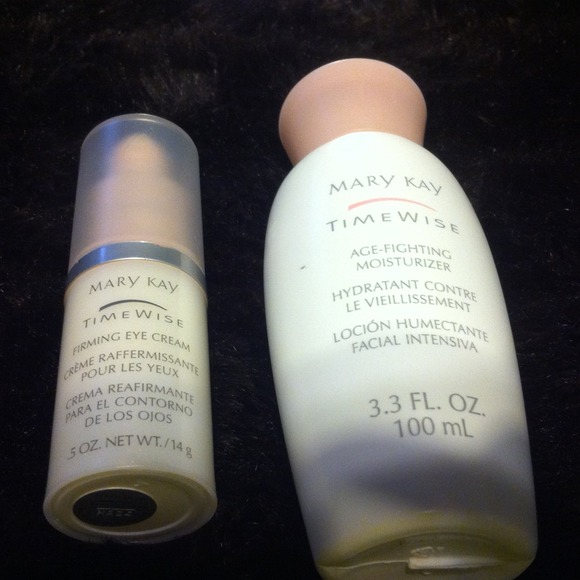 MARY KAY
TIMEWISE
FIRMING EYE CREAM
CRÈME RAFFERMISSANTE
POUR LES YEUX
CREMA REAFIRMANTE
PARA EL CONTORNO
DE LOS OJOS
.5 OZ. NET WT./14 g
MARY KAY
TIMEWISE
AGE-FIGHTING
MOISTURIZER
HYDRATANT CONTRE
LE VIEILLISSEMENT
LOCIÓN HUMECTANTE
FACIAL INTENSIVA
3.3 FL. OZ.
100 mL